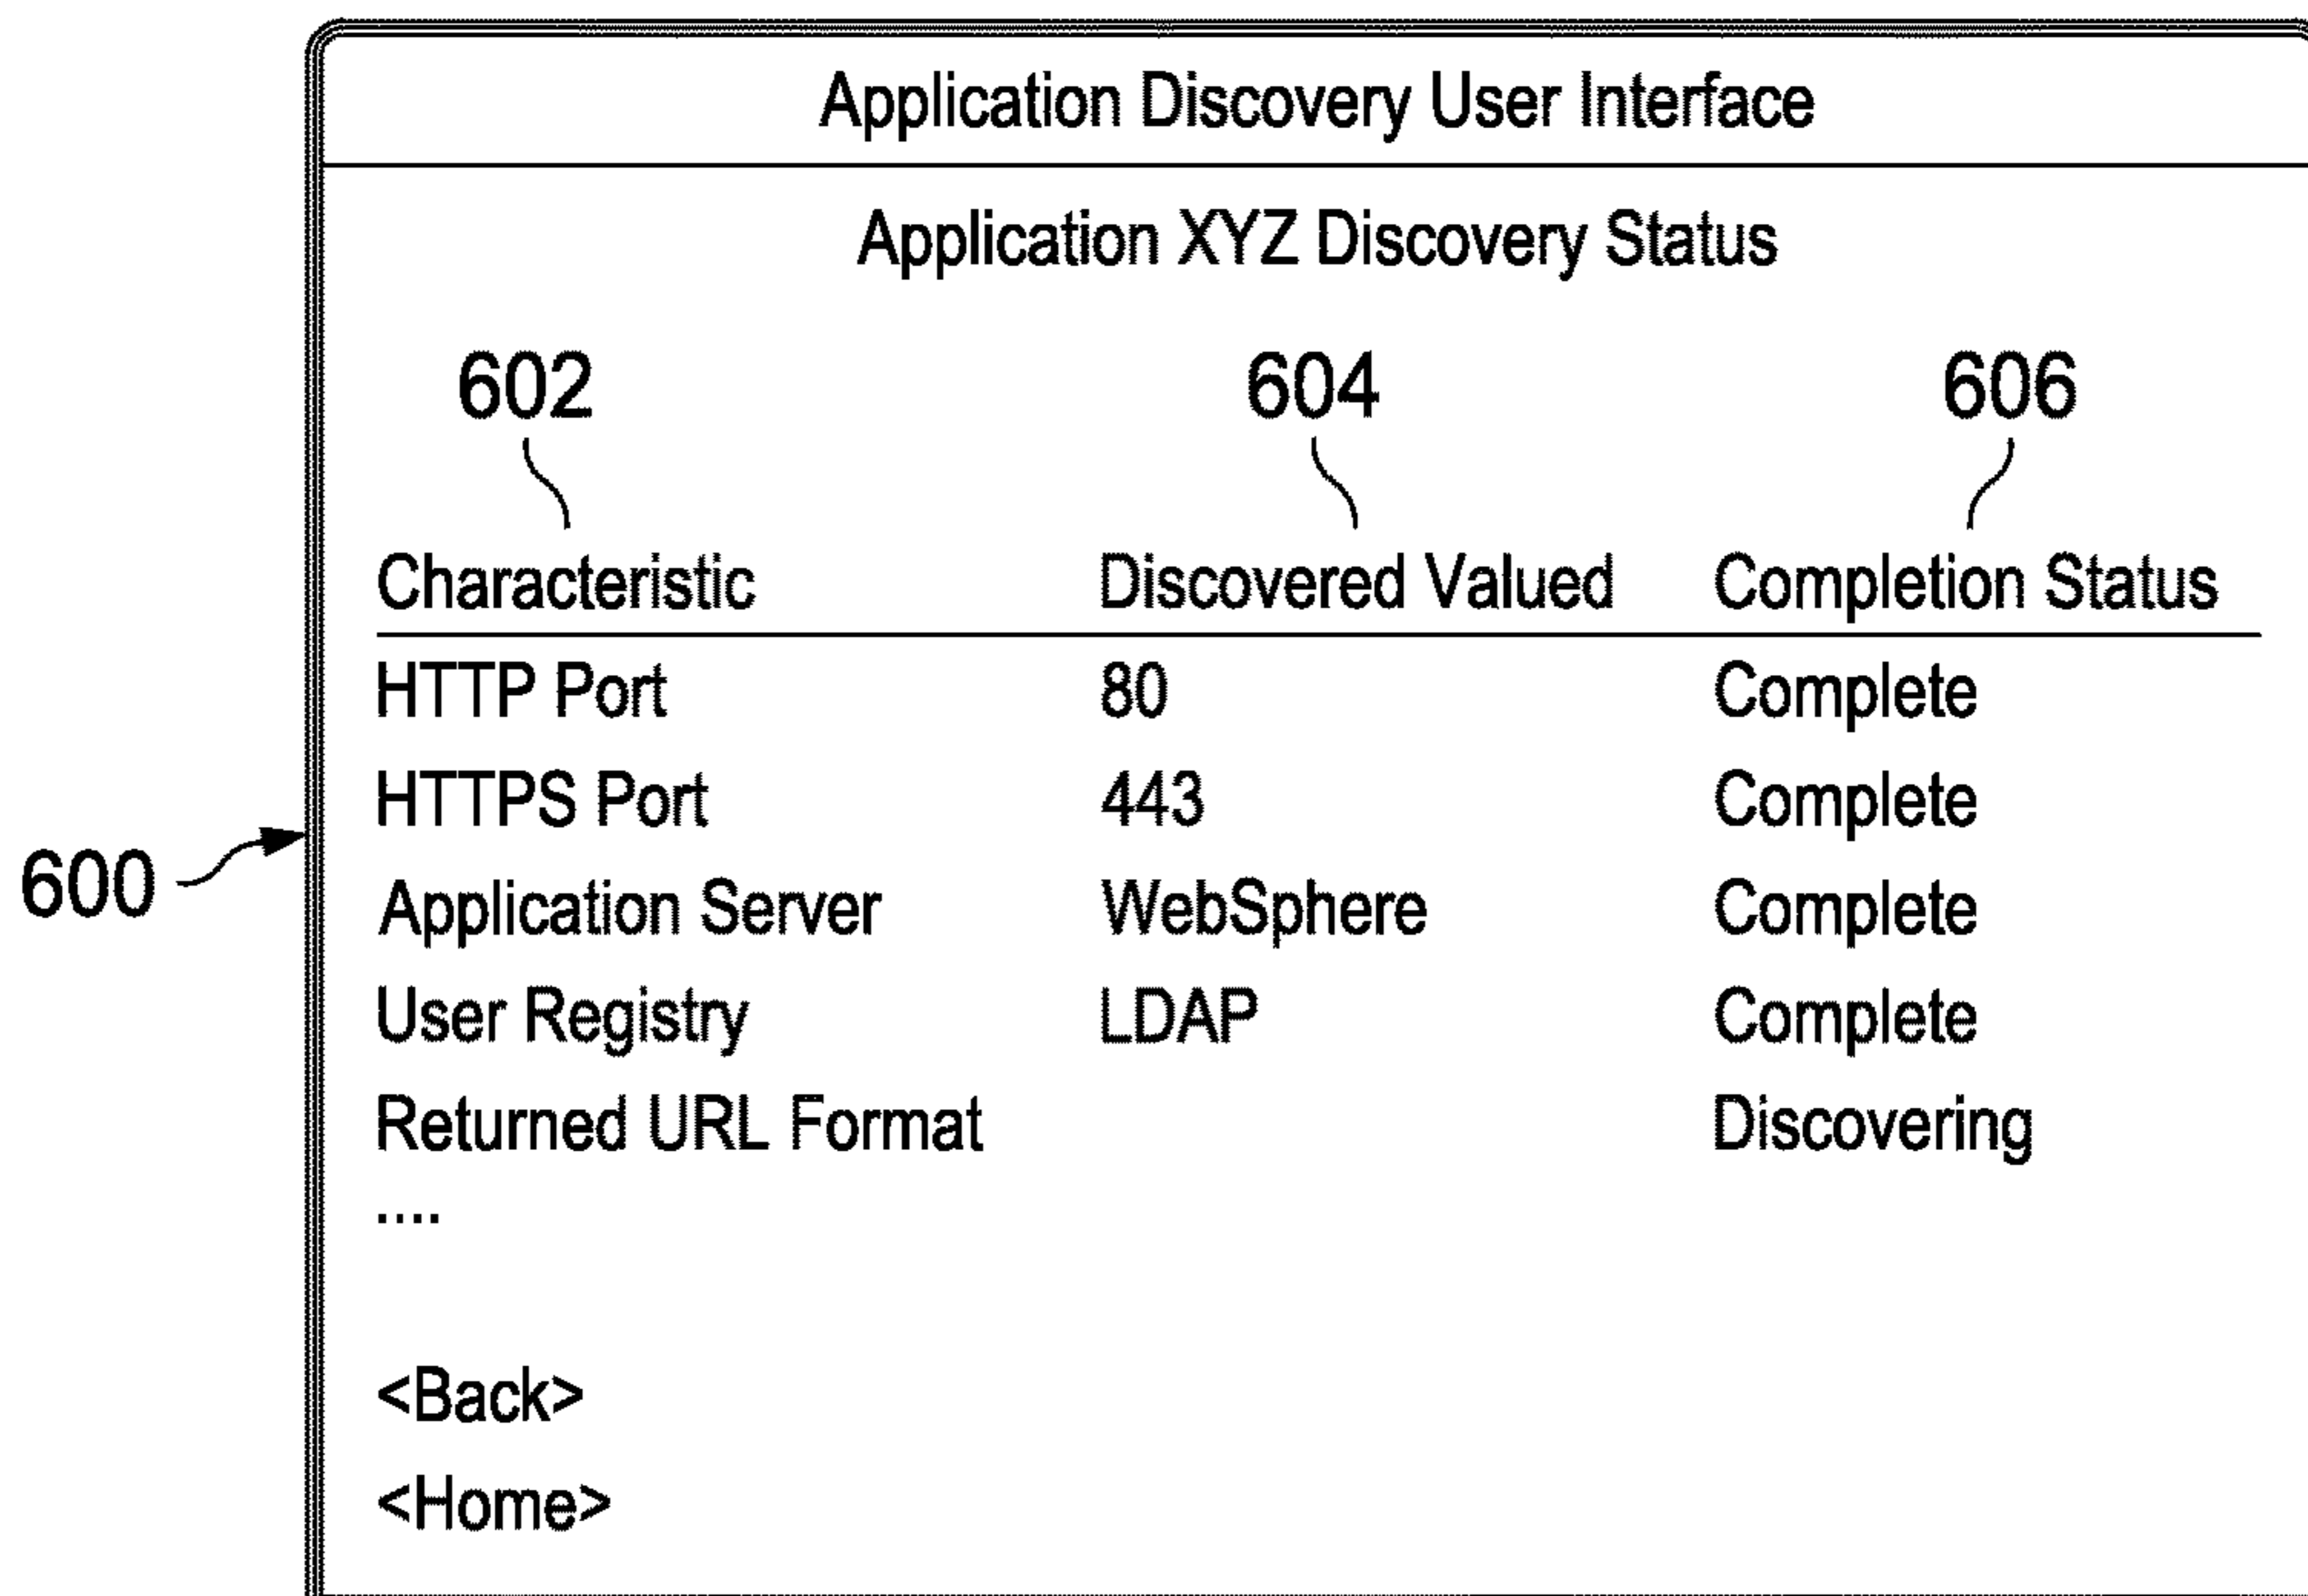 Application Discovery User Interface
Application XYZ Discovery Status
602 604 606
Characteristic Discovered Valued Completion Status
HTTP Port 80 Complete
HTTPS Port 443 Complete
600
Application Server WebSphere Complete
User Registry LDAP Complete
Returned URL Format Discovering
....
<Back>
<Home>